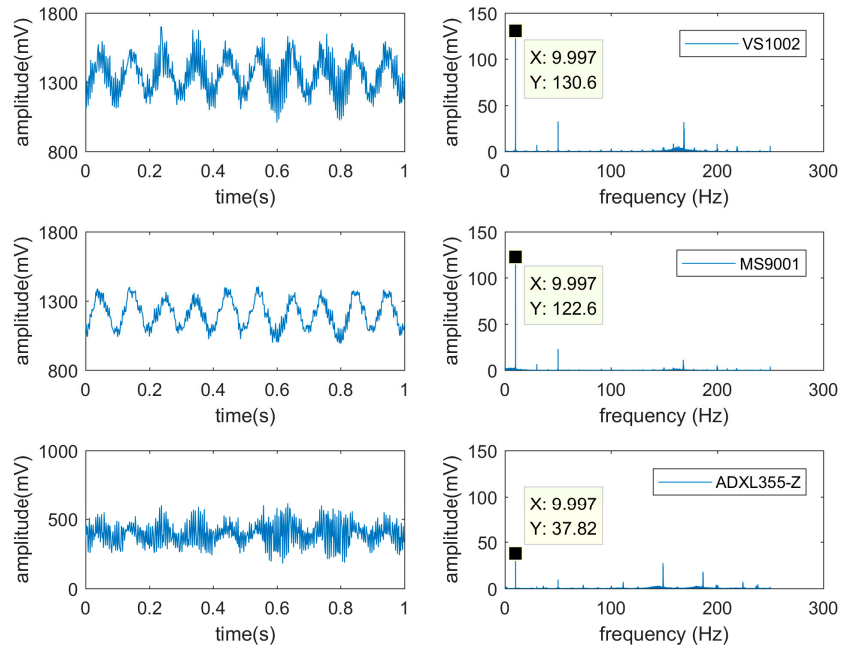 amplitude(mV)
1800
1300
800
0 0.2 0.4 0.6 0.8 1
time(s)
amplitude(mV)
150
100
50
0
0 100 200 300
frequency (Hz)
VS1002
X: 9.997
Y: 130.6
amplitude(mV)
1800
1300
800
0 0.2 0.4 0.6 0.8 1
time(s)
amplitude(mV)
150
100
50
0
0 100 200 300
frequency (Hz)
MS9001
X: 9.997
Y: 122.6
amplitude(mV)
1000
500
0
0 0.2 0.4 0.6 0.8 1
time(s)
amplitude(mV)
150
100
50
0
0 100 200 300
frequency (Hz)
ADXL355-Z
X: 9.997
Y: 37.82